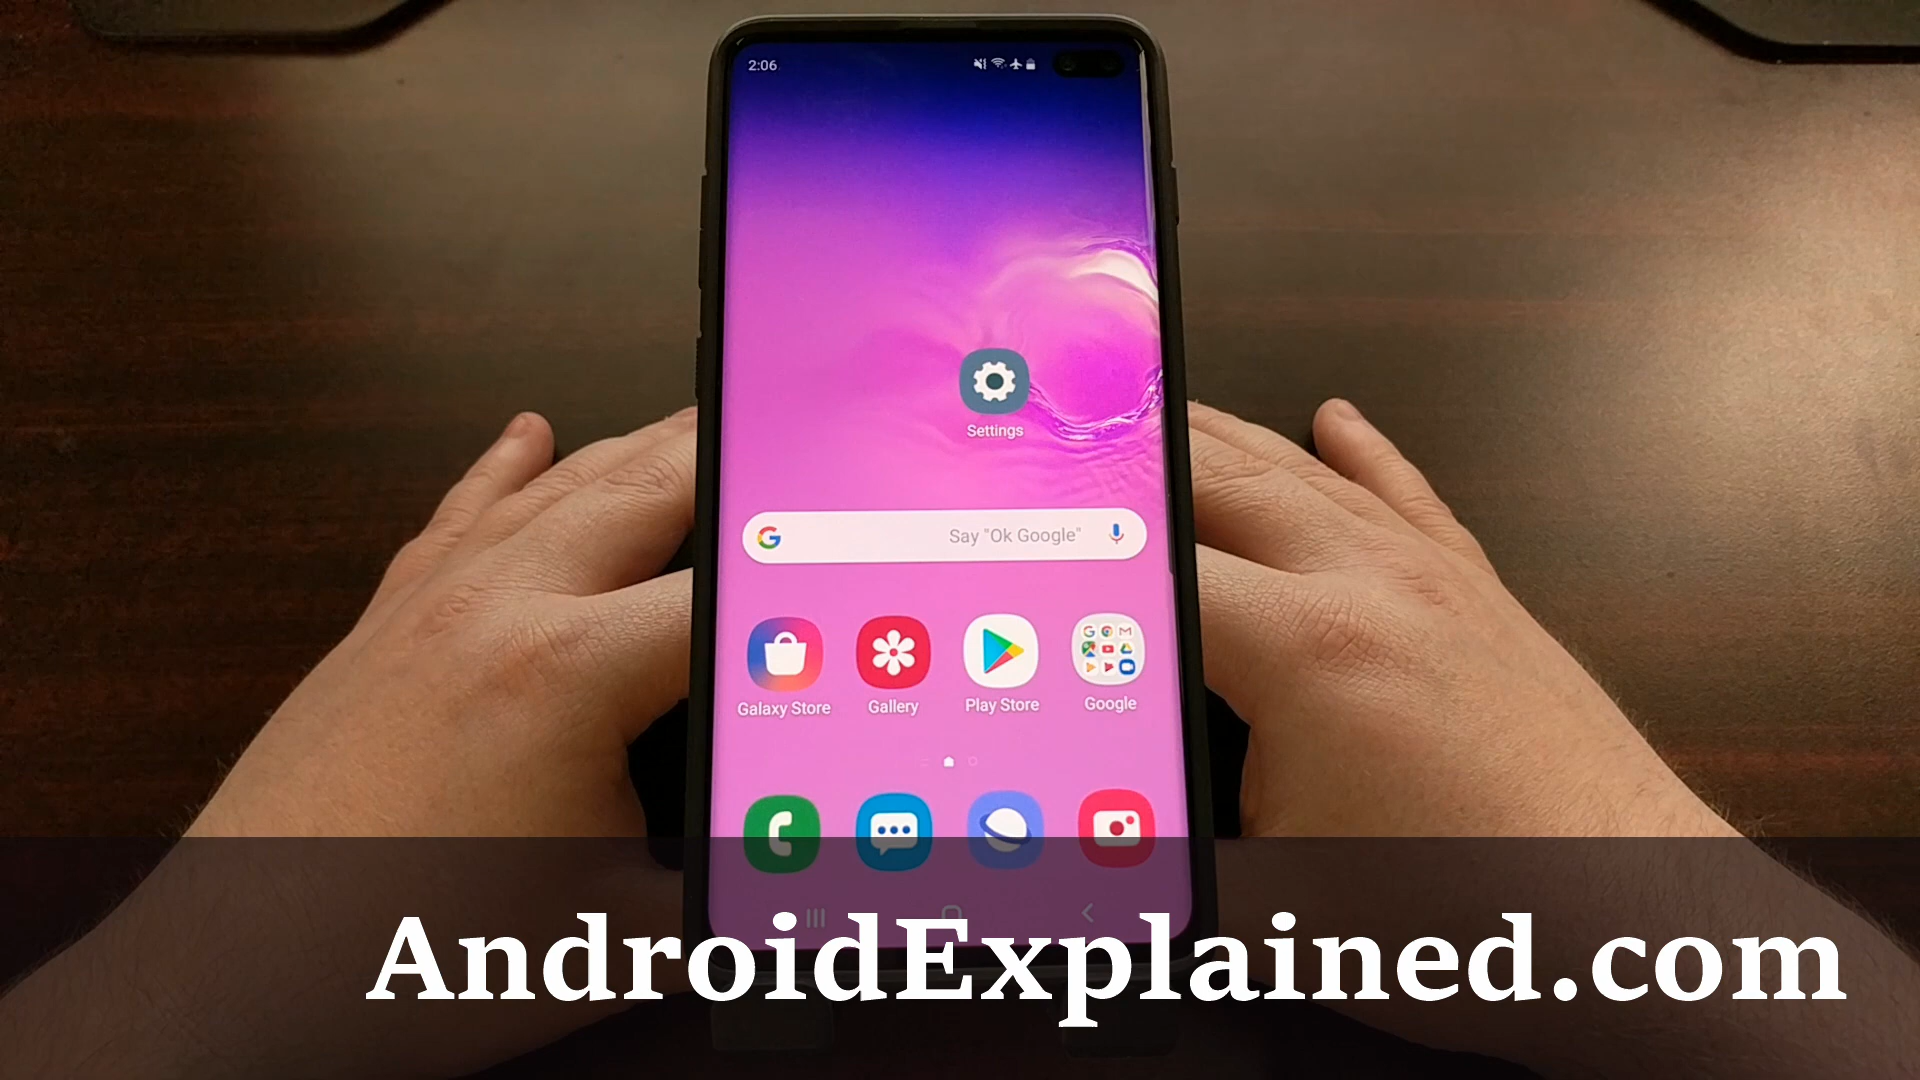 2:06
Settings
Say "Ok Google"
Galaxy Store
Gallery
Play Store
Google
AndroidExplained.com